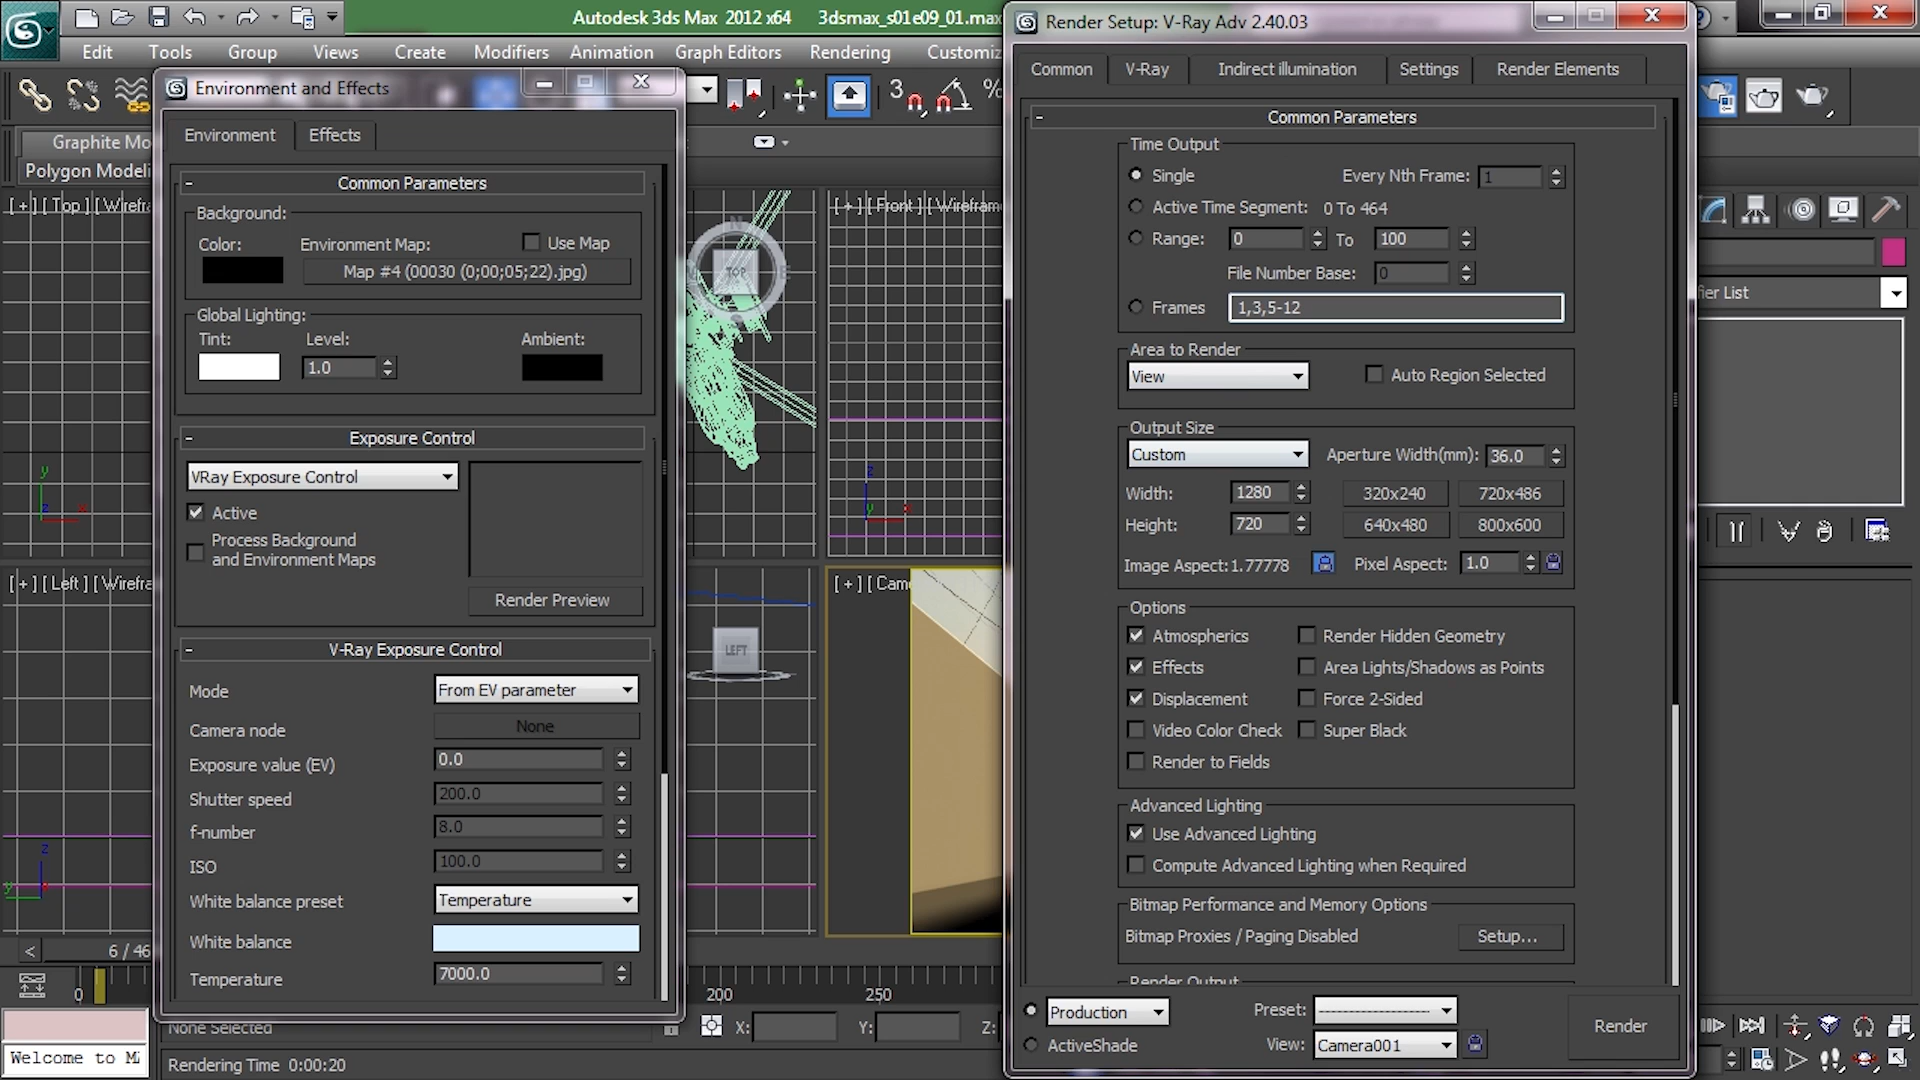 Autodesk 3ds Max 2012 x64 3dsmax_s01e09_01.max
Edit Tools Group Views Create Modifiers Animation Graph Editors Rendering Customiz
Graphite Mo
Polygon Modeli
[ + ] [ Top ] [ Wirefra
[ + ] [ Front ] [ Wireframe
[ + ] [ Left ] [ Wirefra
[ + ] [ Came
TOP
N
LEFT
fier List
Environment and Effects
Environment Effects
- Common Parameters
Background:
Color: Environment Map: Use Map
Map #4 (00030 (0;00;05;22).jpg)
Global Lighting:
Tint: Level: Ambient:
1.0
- Exposure Control
VRay Exposure Control
Active
Process Background
and Environment Maps
Render Preview
- V-Ray Exposure Control
Mode From EV parameter
Camera node None
Exposure value (EV) 0.0
Shutter speed 200.0
f-number 8.0
ISO 100.0
White balance preset Temperature
White balance
Temperature 7000.0
Render Setup: V-Ray Adv 2.40.03
Common V-Ray Indirect illumination Settings Render Elements
- Common Parameters
Time Output
Single Every Nth Frame: 1
Active Time Segment: 0 To 464
Range: 0 To 100
File Number Base: 0
Frames 1,3,5-12
Area to Render
View Auto Region Selected
Output Size
Custom Aperture Width(mm): 36.0
Width: 1280 320x240 720x486
Height: 720 640x480 800x600
Image Aspect:1.77778 Pixel Aspect: 1.0
Options
Atmospherics Render Hidden Geometry
Effects Area Lights/Shadows as Points
Displacement Force 2-Sided
Video Color Check Super Black
Render to Fields
Advanced Lighting
Use Advanced Lighting
Compute Advanced Lighting when Required
Bitmap Performance and Memory Options
Bitmap Proxies / Paging Disabled Setup...
Render Output
Production Preset: -------------------
ActiveShade View: Camera001
Render
< 6 / 46
0 200 250
None Selected X: Y: Z:
Welcome to M
Rendering Time 0:00:20